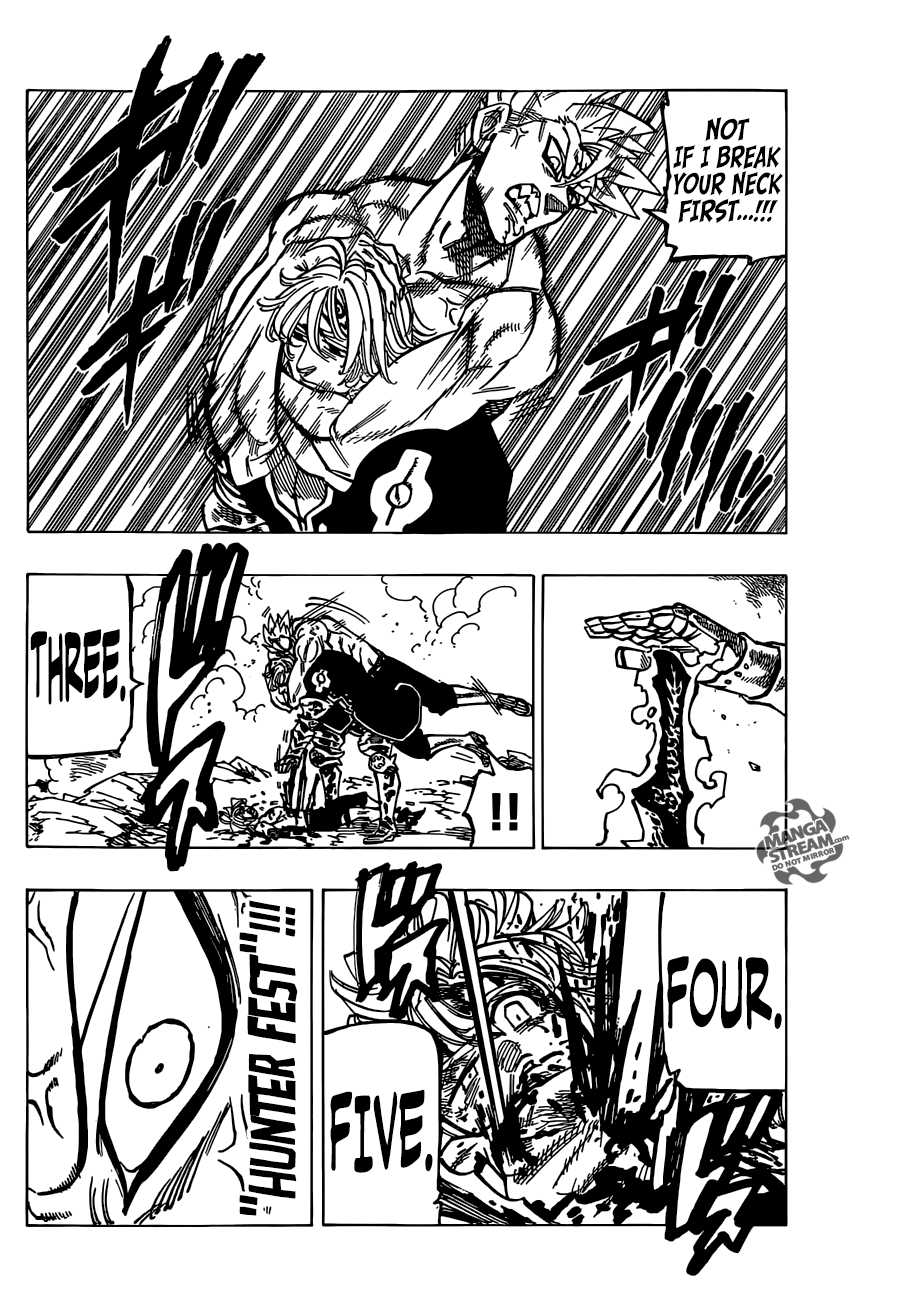 NOT
IF I BREAK
YOUR NECK
FIRST...!!!
MANGA
STREAM.com
DO NOT MIRROR
!!
THREE.
FOUR.
FIVE.
"HUNTER FEST"!!!